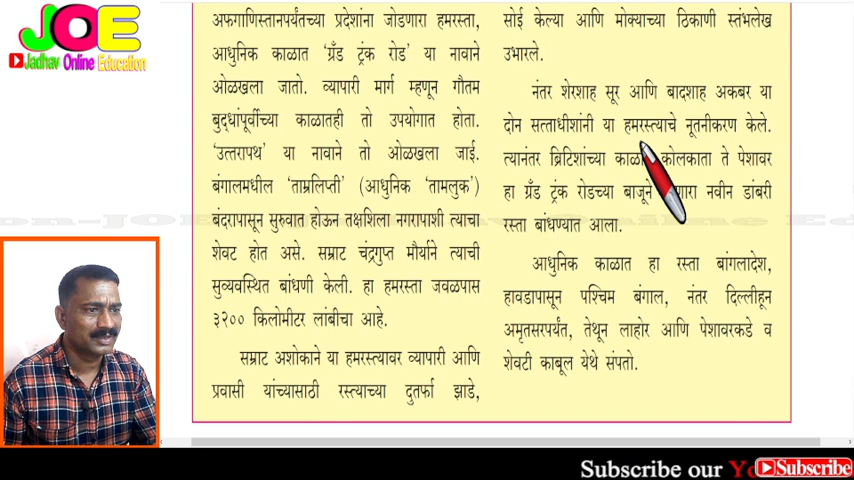 JOE
Jadhav Online Education
अफगाणिस्तानपर्यंतच्या प्रदेशांना जोडणारा हमरस्ता,
आधुनिक काळात ‘ग्रँड ट्रंक रोड’ या नावाने
ओळखला जातो. व्यापारी मार्ग म्हणून गौतम
बुद्धांपूर्वीच्या काळातही तो उपयोगात होता.
‘उत्तरापथ’ या नावाने तो ओळखला जाई.
बंगालमधील ‘ताम्रलिप्ती’ (आधुनिक ‘तामलुक’)
बंदरापासून सुरुवात होऊन तक्षशिला नगरापाशी त्याचा
शेवट होत असे. सम्राट चंद्रगुप्त मौर्याने त्याची
सुव्यवस्थित बांधणी केली. हा हमरस्ता जवळपास
३२०० किलोमीटर लांबीचा आहे.
सम्राट अशोकाने या हमरस्त्यावर व्यापारी आणि
प्रवासी यांच्यासाठी रस्त्याच्या दुतर्फा झाडे,
सोई केल्या आणि मोक्याच्या ठिकाणी स्तंभलेख
उभारले.
नंतर शेरशाह सूर आणि बादशाह अकबर या
दोन सत्ताधीशांनी या हमरस्त्याचे नूतनीकरण केले.
त्यानंतर ब्रिटिशांच्या कोलकाता ते पेशावर
हा ग्रँड ट्रंक रोडच्या बाजूने नवीन डांबरी
रस्ता बांधण्यात आला.
आधुनिक काळात हा रस्ता बांगलादेश,
हावडापासून पश्चिम बंगाल, नंतर दिल्लीहून
अमृतसरपर्यंत, तेथून लाहोर आणि पेशावरकडे व
शेवटी काबूल येथे संपतो.
Subscribe our Subscribe